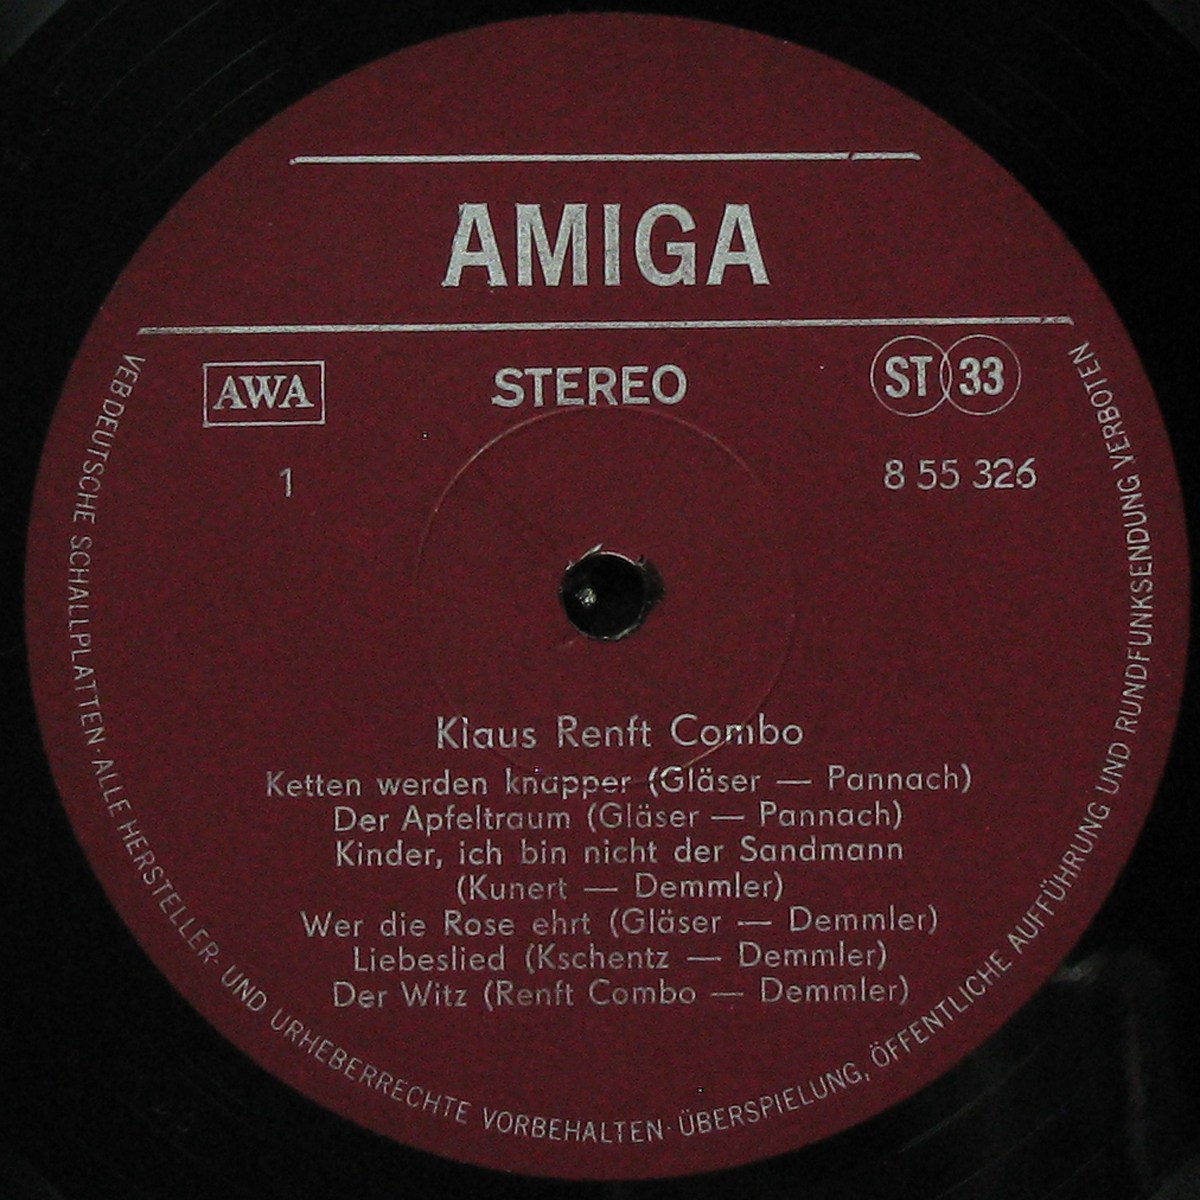 AMIGA
AWA
STEREO
ST 33
1
8 55 326
Klaus Renft Combo
Ketten werden knapper (Gläser — Pannach)
Der Apfeltraum (Gläser — Pannach)
Kinder, ich bin nicht der Sandmann
(Kunert — Demmler)
Wer die Rose ehrt (Gläser — Demmler)
Liebeslied (Kschentz — Demmler)
Der Witz (Renft Combo — Demmler)
VEB DEUTSCHE SCHALLPLATTEN · ALLE HERSTELLER- UND URHEBERRECHTE VORBEHALTEN · ÜBERSPIELUNG, ÖFFENTLICHE AUFFÜHRUNG UND RUNDFUNKSENDUNG VERBOTEN